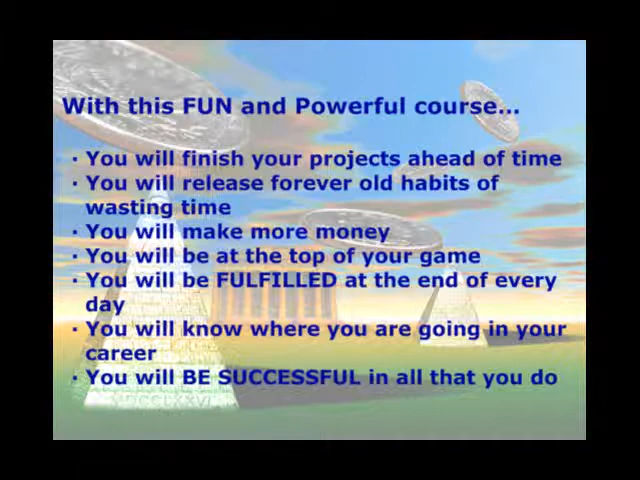 With this FUN and Powerful course...
· You will finish your projects ahead of time
· You will release forever old habits of
wasting time
· You will make more money
· You will be at the top of your game
· You will be FULFILLED at the end of every
day
· You will know where you are going in your
career
· You will BE SUCCESSFUL in all that you do